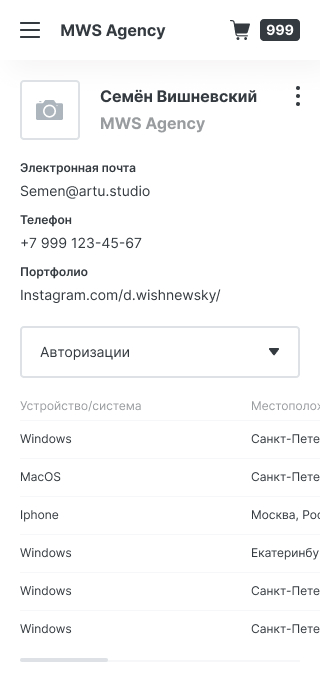 MWS Agency 999
Семён Вишневский
MWS Agency
Электронная почта
Semen@artu.studio
Телефон
+7 999 123-45-67
Портфолио
Instagram.com/d.wishnewsky/
Авторизации
Устройство/система Местополож
Windows Санкт-Пете
MacOS Санкт-Пете
Iphone Москва, Рос
Windows Екатеринбу
Windows Санкт-Пете
Windows Санкт-Пете